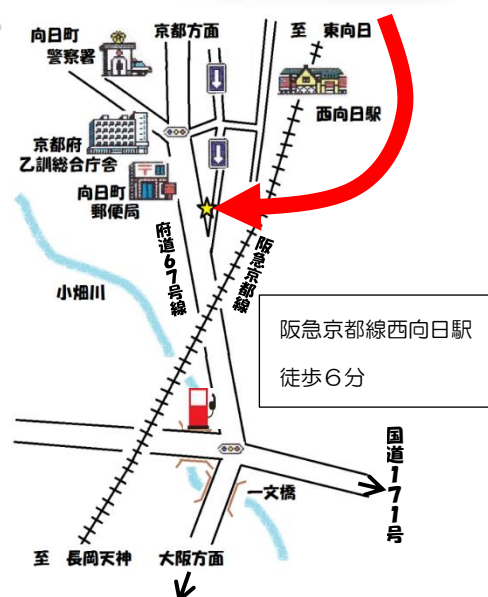 向日町
警察署
京都方面
至 東向日
西向日駅
京都府
乙訓総合庁舎
向日町
郵便局
府道67号線
阪急京都線
小畑川
阪急京都線西向日駅
徒歩6分
国道171号
一文橋
至 長岡天神
大阪方面